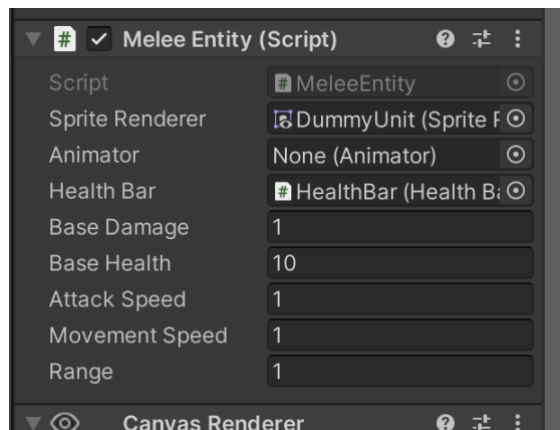 Melee Entity (Script)
Script MeleeEntity
Sprite Renderer DummyUnit (Sprite R
Animator None (Animator)
Health Bar HealthBar (Health Ba
Base Damage 1
Base Health 10
Attack Speed 1
Movement Speed 1
Range 1
Canvas Renderer